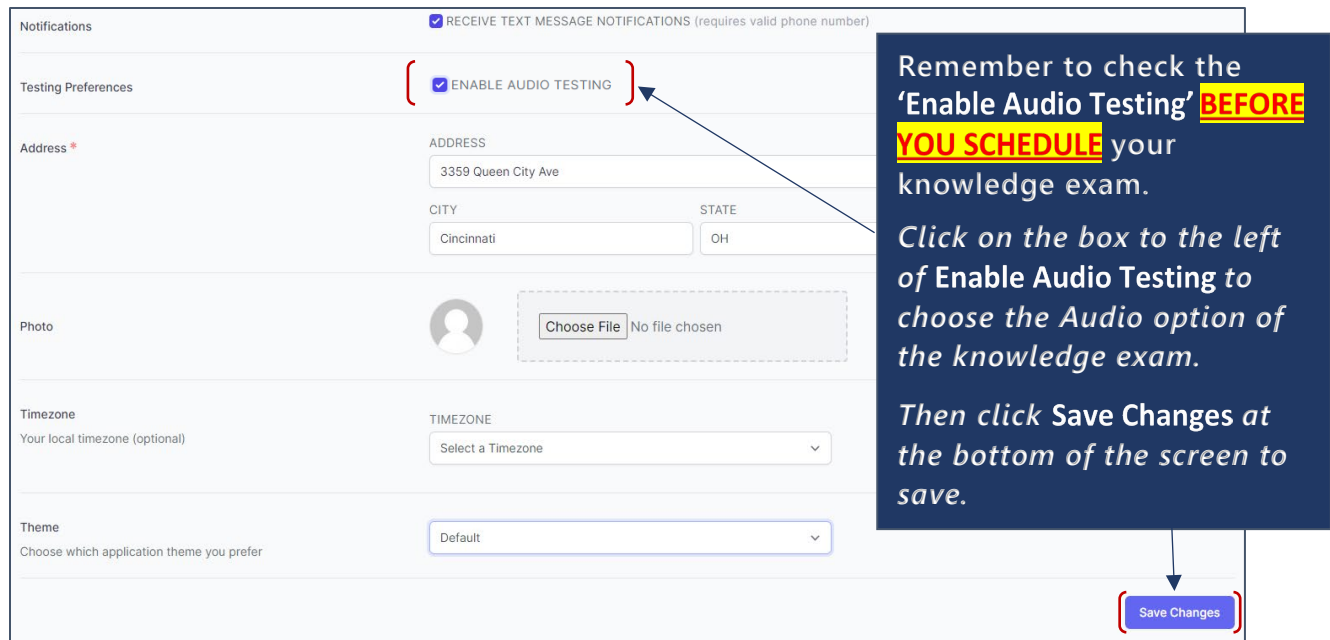 Notifications
RECEIVE TEXT MESSAGE NOTIFICATIONS (requires valid phone number)
Testing Preferences
ENABLE AUDIO TESTING
Address *
ADDRESS
3359 Queen City Ave
CITY
STATE
Cincinnati
OH
Photo
Choose File No file chosen
Timezone
Your local timezone (optional)
TIMEZONE
Select a Timezone
Theme
Choose which application theme you prefer
Default
Save Changes
Remember to check the
‘Enable Audio Testing’ BEFORE
YOU SCHEDULE your
knowledge exam.
Click on the box to the left
of Enable Audio Testing to
choose the Audio option of
the knowledge exam.
Then click Save Changes at
the bottom of the screen to
save.